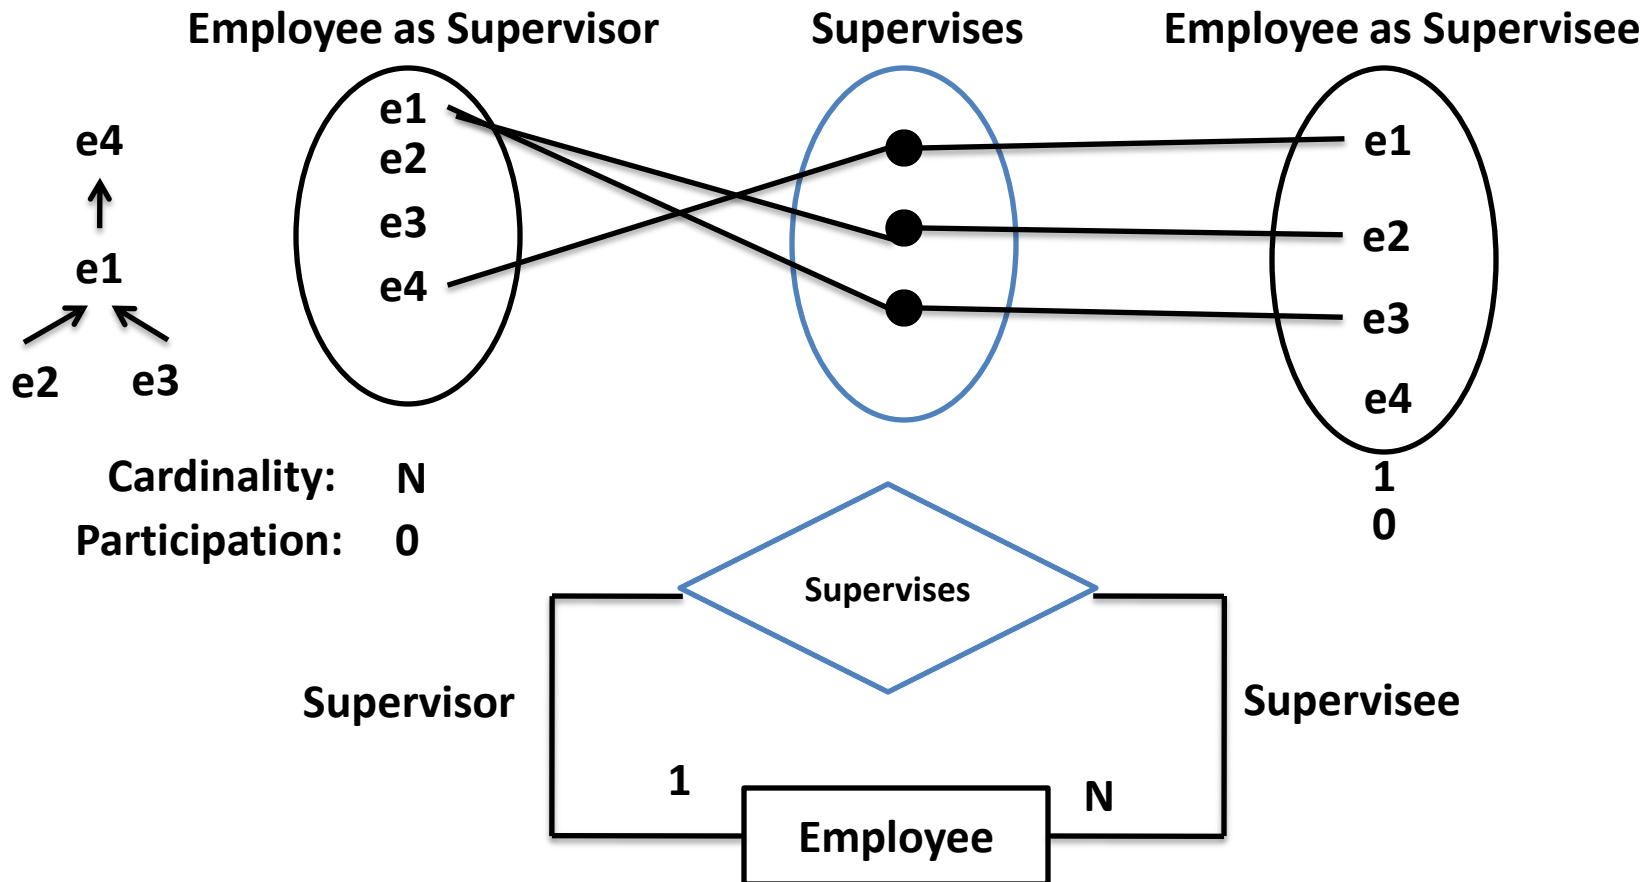 Employee as Supervisor Supervises Employee as Supervisee
e4
e1
e2 e3
e1
e2
e3
e4
e1
e2
e3
e4
Cardinality: N 1
Participation: 0 0
Supervises
Supervisor Supervisee
1 N
Employee